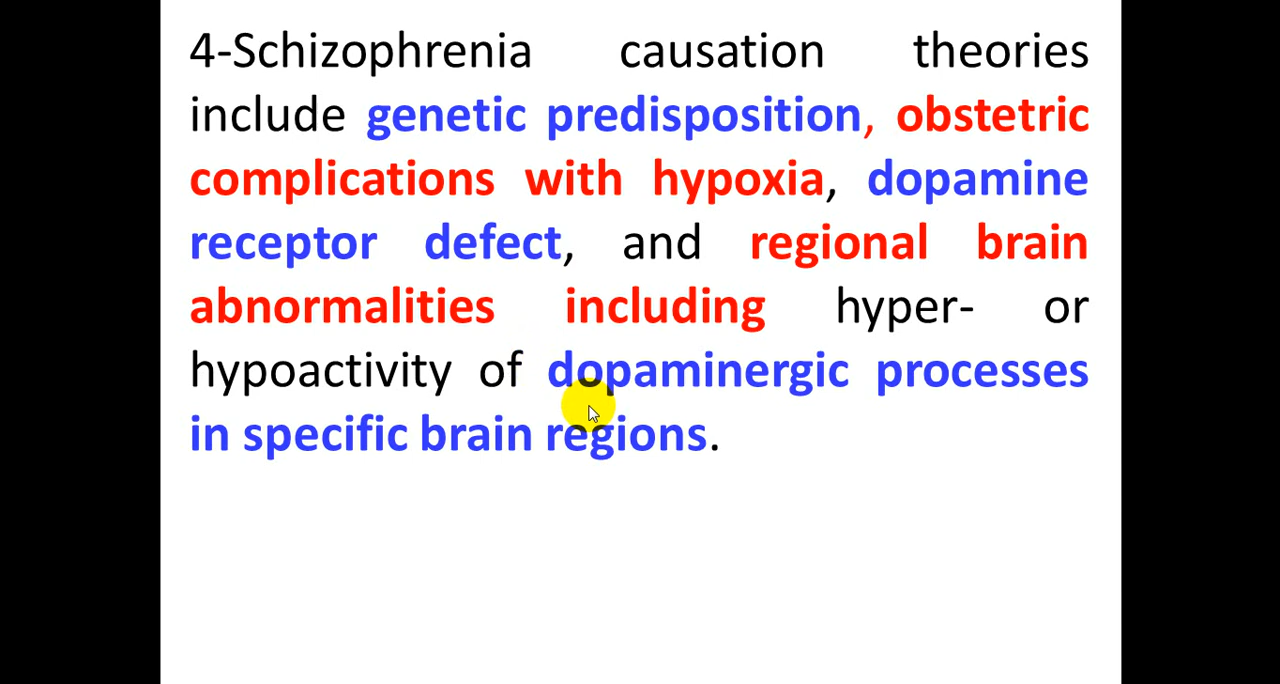 4-Schizophrenia causation theories
include genetic predisposition, obstetric
complications with hypoxia, dopamine
receptor defect, and regional brain
abnormalities including hyper- or
hypoactivity of dopaminergic processes
in specific brain regions.